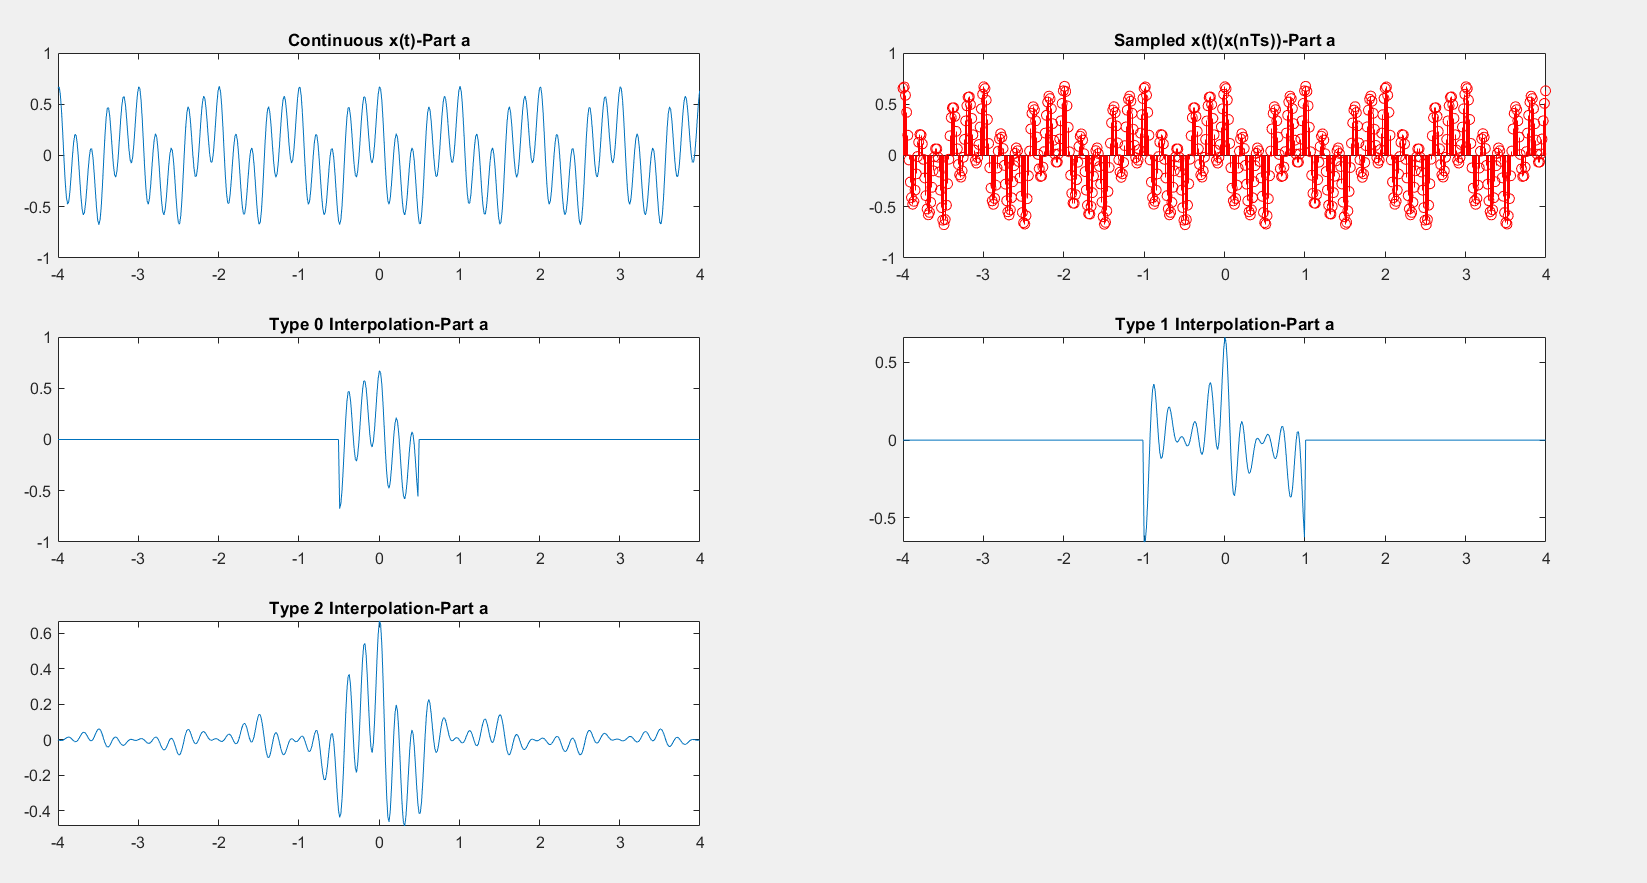 Continuous x(t)-Part a
1
0.5
0
-0.5
-1
-4 -3 -2 -1 0 1 2 3 4
Sampled x(t)(x(nTs))-Part a
1
0.5
0
-0.5
-1
-4 -3 -2 -1 0 1 2 3 4
Type 0 Interpolation-Part a
1
0.5
0
-0.5
-1
-4 -3 -2 -1 0 1 2 3 4
Type 1 Interpolation-Part a
0.5
0
-0.5
-4 -3 -2 -1 0 1 2 3 4
Type 2 Interpolation-Part a
0.6
0.4
0.2
0
-0.2
-0.4
-4 -3 -2 -1 0 1 2 3 4